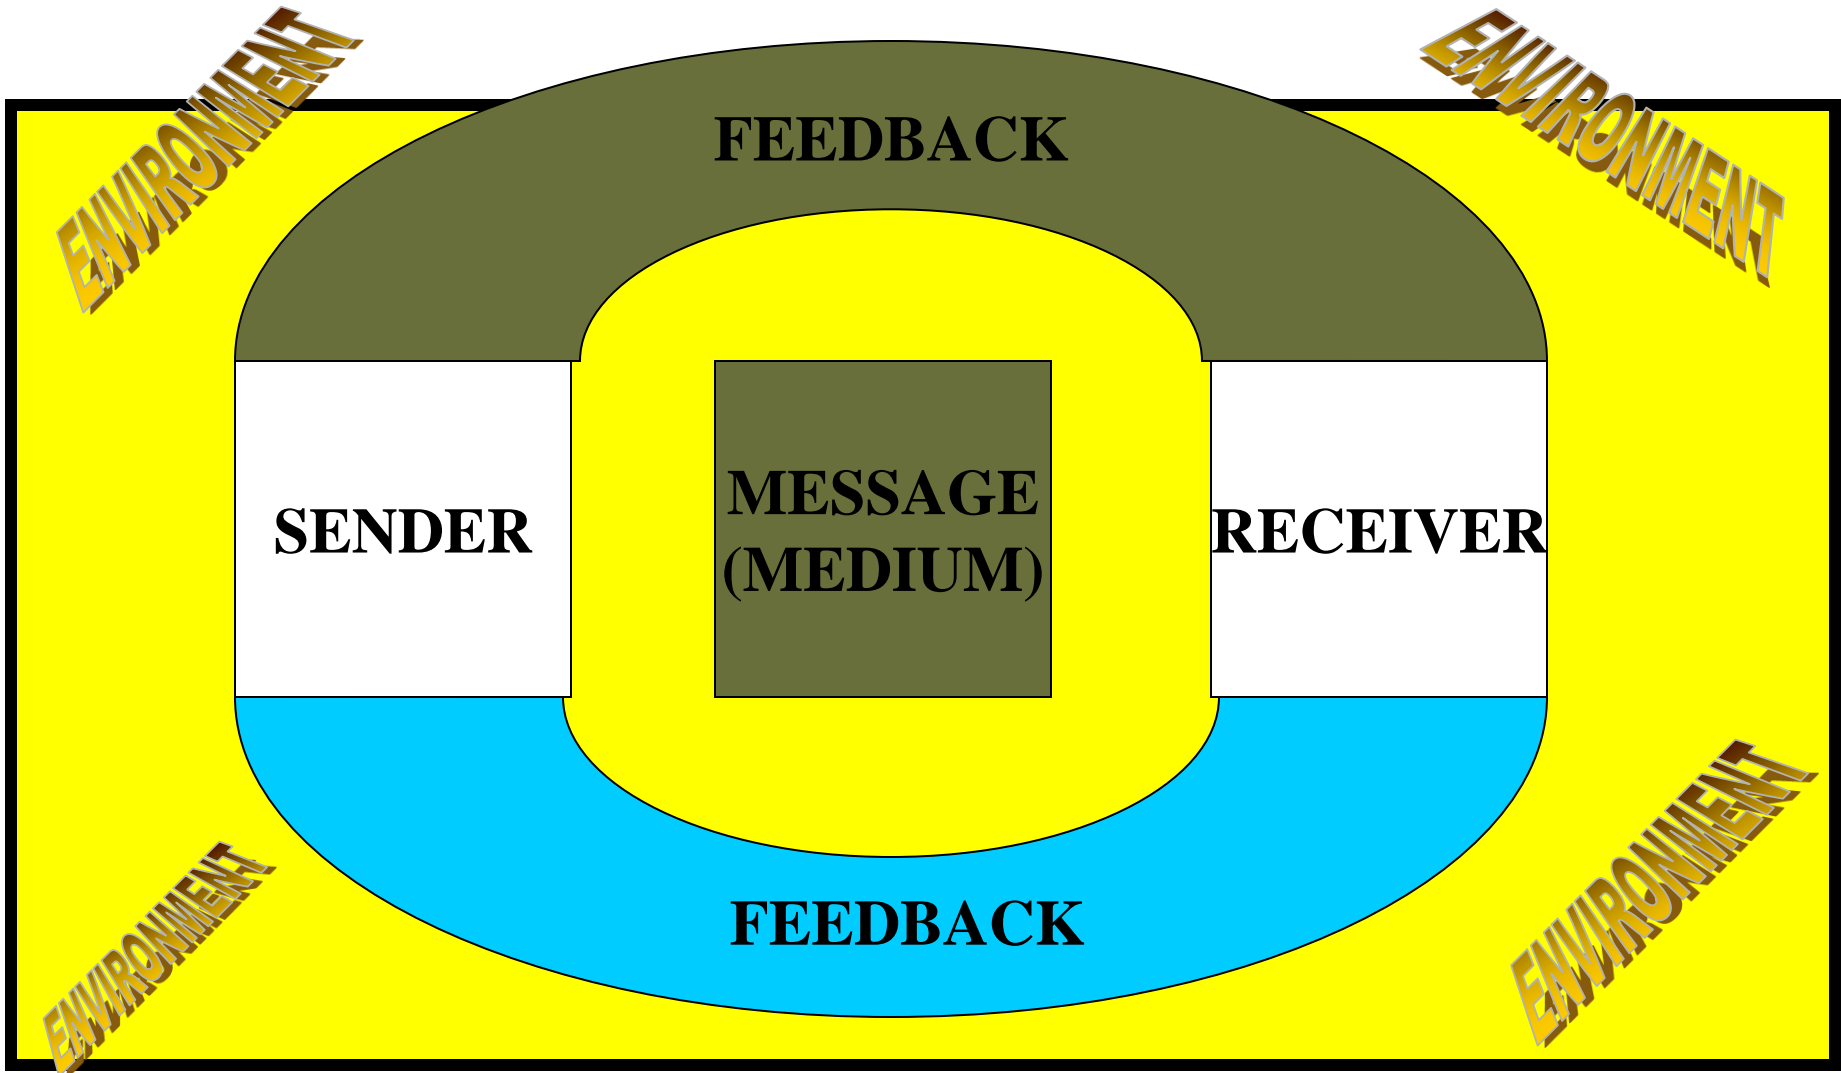 ENVIRONMENT
ENVIRONMENT
FEEDBACK
SENDER
MESSAGE
(MEDIUM)
RECEIVER
FEEDBACK
ENVIRONMENT
ENVIRONMENT